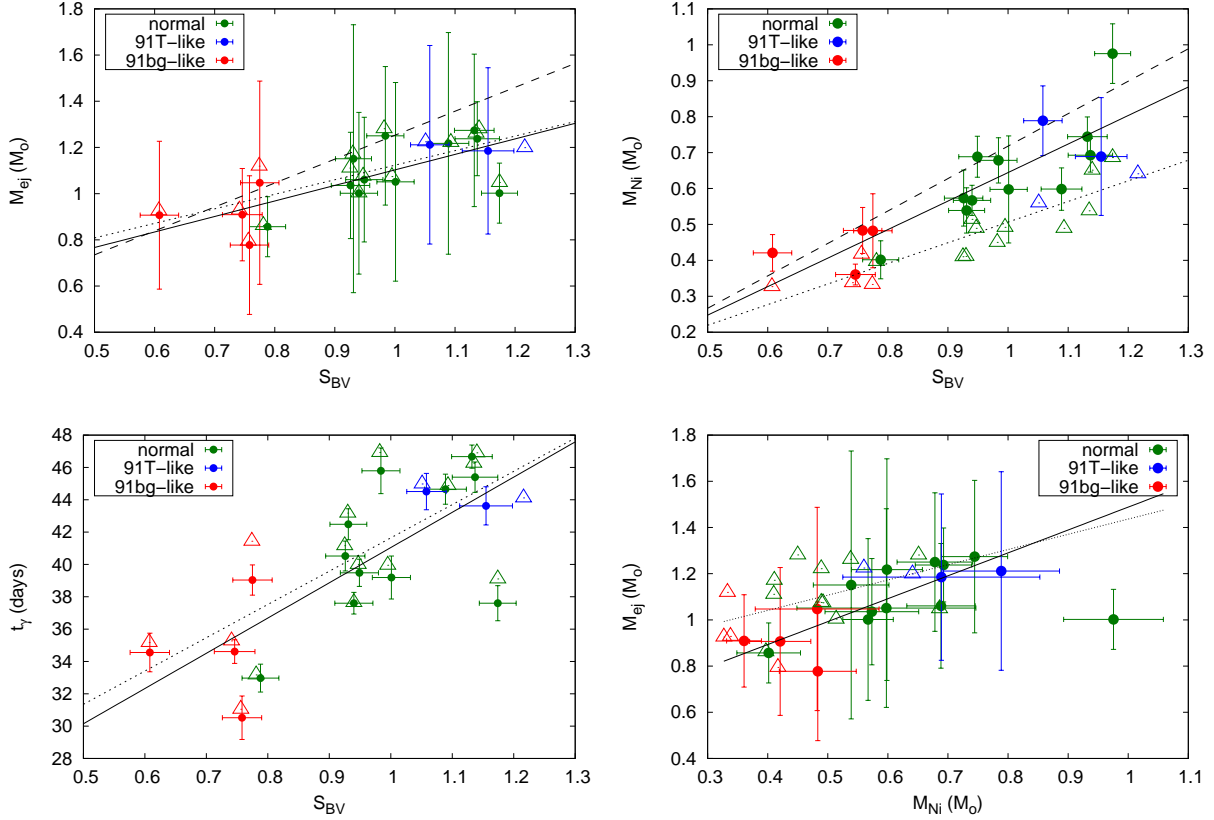 normal
91T-like
91bg-like
M_ej (M_o)
1.8
1.6
1.4
1.2
1
0.8
0.6
0.4
0.5 0.6 0.7 0.8 0.9 1 1.1 1.2 1.3
S_BV
normal
91T-like
91bg-like
M_Ni (M_o)
1.1
1
0.9
0.8
0.7
0.6
0.5
0.4
0.3
0.2
0.5 0.6 0.7 0.8 0.9 1 1.1 1.2 1.3
S_BV
normal
91T-like
91bg-like
t_γ (days)
48
46
44
42
40
38
36
34
32
30
28
0.5 0.6 0.7 0.8 0.9 1 1.1 1.2 1.3
S_BV
normal
91T-like
91bg-like
M_ej (M_o)
1.8
1.6
1.4
1.2
1
0.8
0.6
0.4
0.3 0.4 0.5 0.6 0.7 0.8 0.9 1 1.1
M_Ni (M_o)